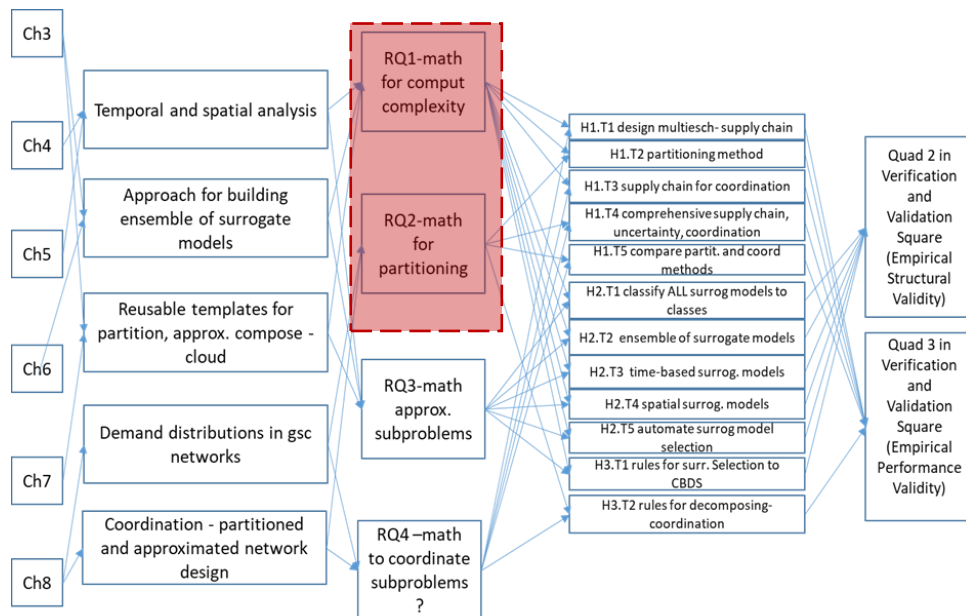 Ch3
Ch4
Ch5
Ch6
Ch7
Ch8
Temporal and spatial analysis
Approach for building
ensemble of surrogate
models
Reusable templates for
partition, approx. compose -
cloud
Demand distributions in gsc
networks
Coordination - partitioned
and approximated network
design
RQ1-math
for comput
complexity
RQ2-math
for
partitioning
RQ3-math
approx.
subproblems
RQ4 –math
to coordinate
subproblems
?
H1.T1 design multiesch- supply chain
H1.T2 partitioning method
H1.T3 supply chain for coordination
H1.T4 comprehensive supply chain,
uncertainty, coordination
H1.T5 compare partit. and coord
methods
H2.T1 classify ALL surrog models to
classes
H2.T2 ensemble of surrogate models
H2.T3 time-based surrog. models
H2.T4 spatial surrog. models
H2.T5 automate surrog model
selection
H3.T1 rules for surr. Selection to
CBDS
H3.T2 rules for decomposing-
coordination
Quad 2 in
Verification
and
Validation
Square
(Empirical
Structural
Validity)
Quad 3 in
Verification
and
Validation
Square
(Empirical
Performance
Validity)